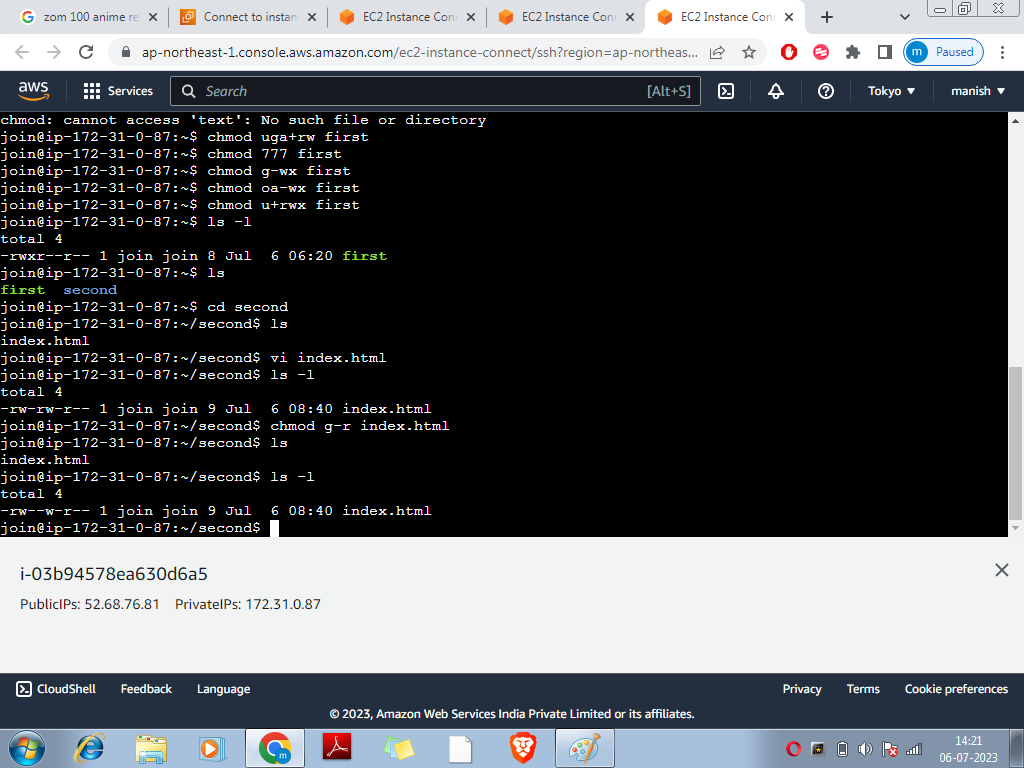 zom 100 anime re
Connect to instan
EC2 Instance Conn
EC2 Instance Conn
EC2 Instance Conn
ap-northeast-1.console.aws.amazon.com/ec2-instance-connect/ssh?region=ap-northeas...
m Paused
aws Services Search [Alt+S] Tokyo manish
chmod: cannot access 'text': No such file or directory
join@ip-172-31-0-87:~$ chmod uga+rw first
join@ip-172-31-0-87:~$ chmod 777 first
join@ip-172-31-0-87:~$ chmod g-wx first
join@ip-172-31-0-87:~$ chmod oa-wx first
join@ip-172-31-0-87:~$ chmod u+rwx first
join@ip-172-31-0-87:~$ ls -l
total 4
-rwxr--r-- 1 join join 8 Jul  6 06:20 first
join@ip-172-31-0-87:~$ ls
first  second
join@ip-172-31-0-87:~$ cd second
join@ip-172-31-0-87:~/second$ ls
index.html
join@ip-172-31-0-87:~/second$ vi index.html
join@ip-172-31-0-87:~/second$ ls -l
total 4
-rw-rw-r-- 1 join join 9 Jul  6 08:40 index.html
join@ip-172-31-0-87:~/second$ chmod g-r index.html
join@ip-172-31-0-87:~/second$ ls
index.html
join@ip-172-31-0-87:~/second$ ls -l
total 4
-rw--w-r-- 1 join join 9 Jul  6 08:40 index.html
join@ip-172-31-0-87:~/second$
i-03b94578ea630d6a5
PublicIPs: 52.68.76.81 PrivateIPs: 172.31.0.87
CloudShell Feedback Language Privacy Terms Cookie preferences
© 2023, Amazon Web Services India Private Limited or its affiliates.
m
14:21
06-07-2023